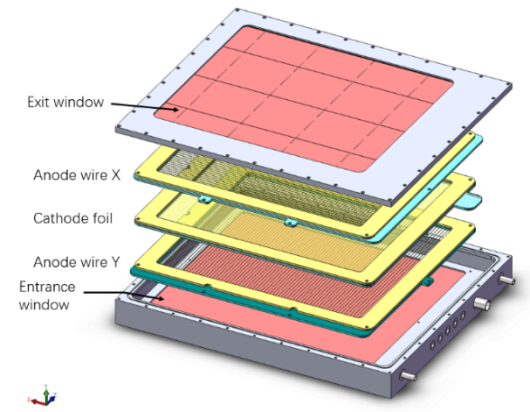 Exit window
Anode wire X
Cathode foil
Anode wire Y
Entrance
window